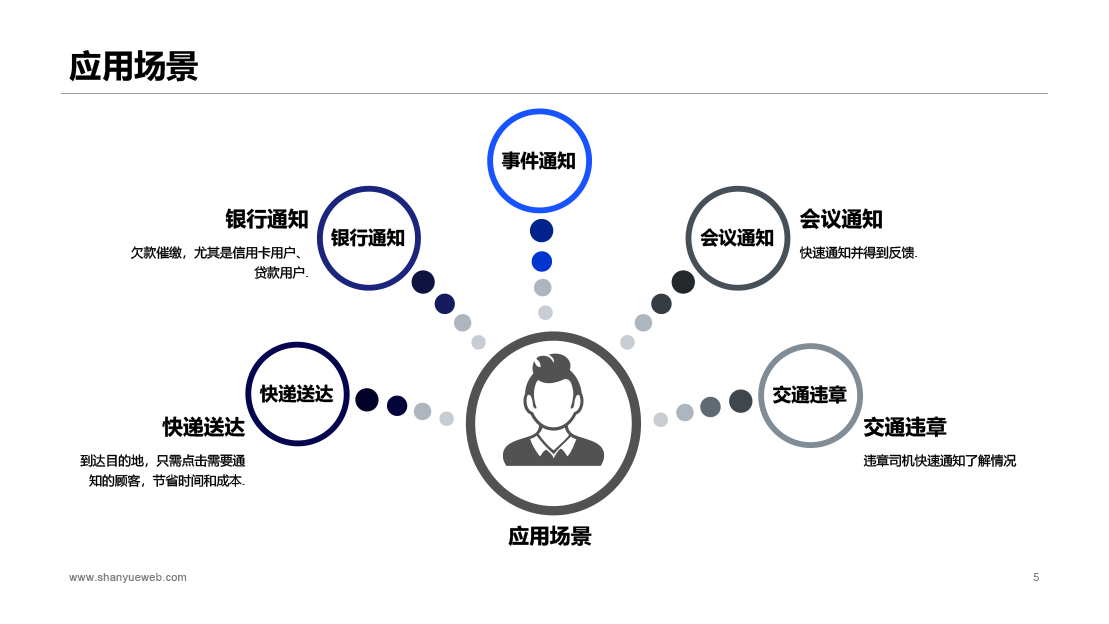 应用场景
事件通知
银行通知
欠款催缴，尤其是信用卡用户、
贷款用户.
银行通知
会议通知
会议通知
快速通知并得到反馈.
快递送达
快递送达
到达目的地，只需点击需要通
知的顾客，节省时间和成本.
交通违章
交通违章
违章司机快速通知了解情况
应用场景
www.shanyueweb.com
5